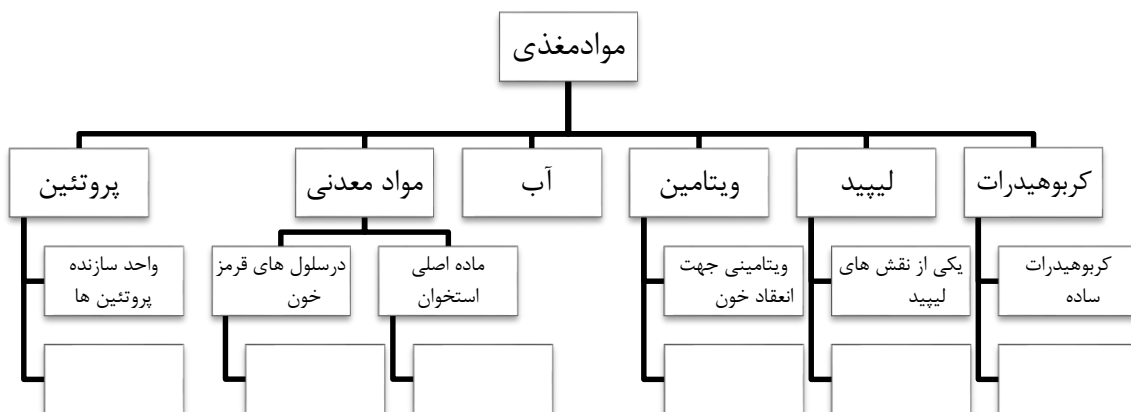 موادمغذی
کربوهیدرات
لیپید
ویتامین
آب
مواد معدنی
پروتئین
کربوهیدرات
ساده
یکی از نقش های
لیپید
ویتامینی جهت
انعقاد خون
ماده اصلی
استخوان
درسلول های قرمز
خون
واحد سازنده
پروتئین ها